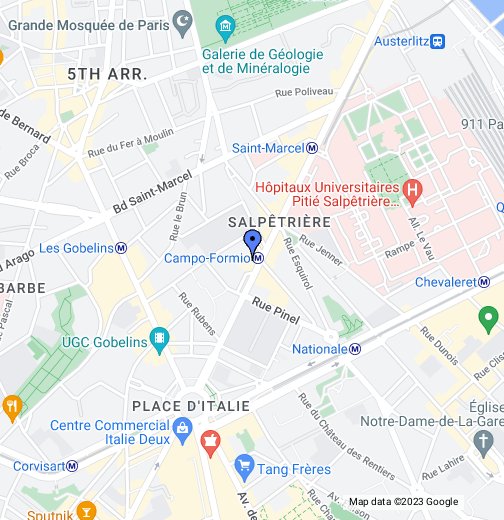 Grande Mosquée de Paris
Austerlitz
Galerie de Géologie
et de Minéralogie
5TH ARR.
Rue Poliveau
de Bernard
Rue Broca
Rue du Fer à Moulin
911 Pa
Saint-Marcel
Bd Saint-Marcel
Hôpitaux Universitaires
Pitié Salpêtrière...
Rue le Brun
SALPÊTRIÈRE
All. Le Vau
Rue Jenner
Rampe
Les Gobelins
Campo-Formio
Rue Esquirol
d Arago
Chevaleret
BARBE
Rue Pascal
Rue Rubens
Rue Pinel
UGC Gobelins
Nationale
Rue Dunois
Rue Clis
PLACE D'ITALIE
Centre Commercial
Italie Deux
Rue du Château des Rentiers
Église
Notre-Dame-de-La-Gare
Corvisart
Tang Frères
Rue Lahire
Sputnik
Av. de
Map data ©2023 Google